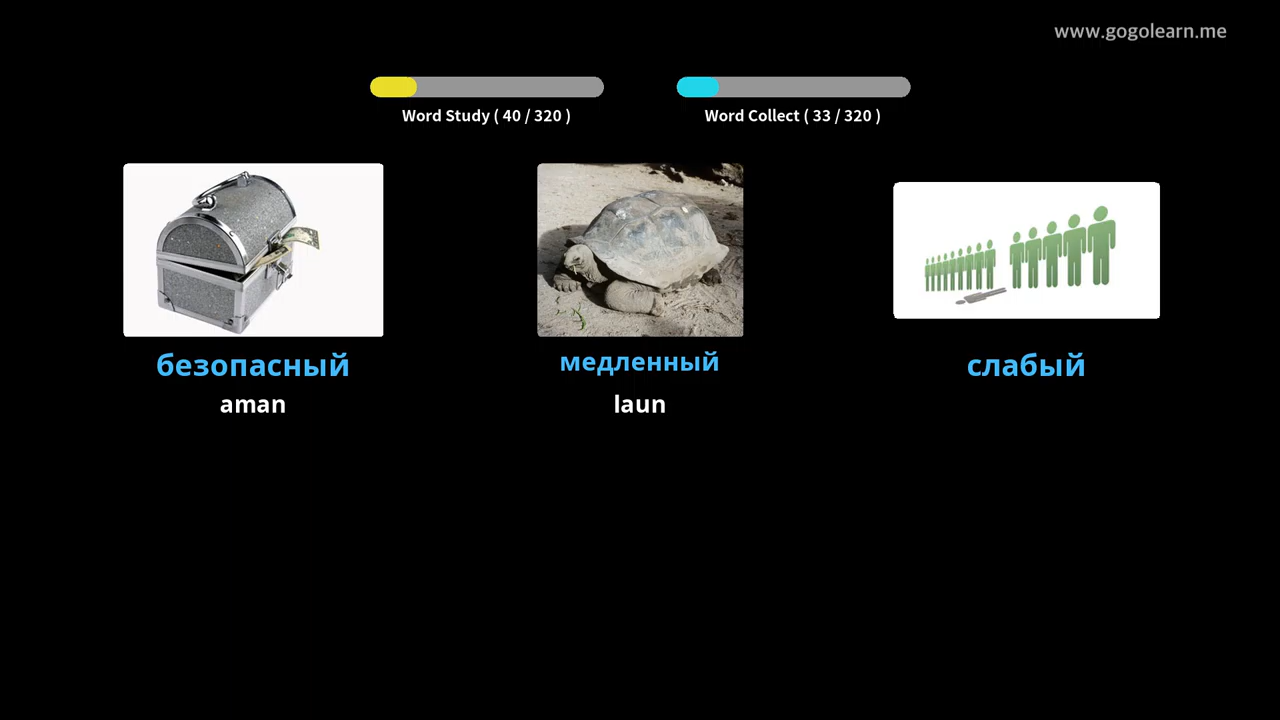 www.gogolearn.me
Word Study ( 40 / 320 )
Word Collect ( 33 / 320 )
безопасный
медленный
слабый
aman
laun